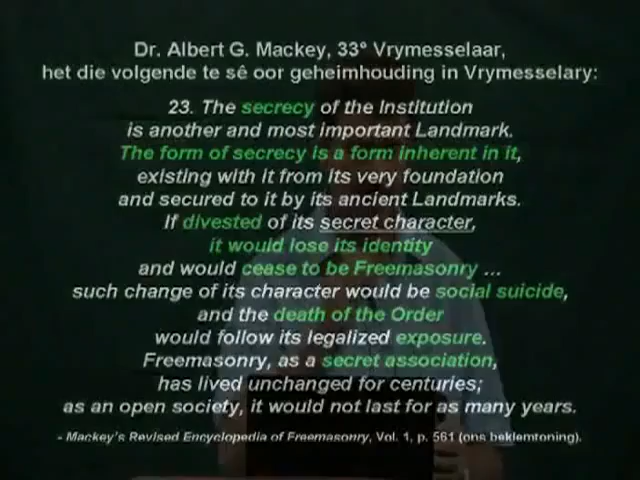 Dr. Albert G. Mackey, 33° Vrymesselaar,
het die volgende te sê oor geheimhouding in Vrymesselary:
23. The secrecy of the Institution
is another and most important Landmark.
The form of secrecy is a form inherent in it,
existing with it from its very foundation
and secured to it by its ancient Landmarks.
If divested of its secret character,
it would lose its identity
and would cease to be Freemasonry ...
such change of its character would be social suicide,
and the death of the Order
would follow its legalized exposure.
Freemasonry, as a secret association,
has lived unchanged for centuries;
as an open society, it would not last for as many years.
- Mackey's Revised Encyclopedia of Freemasonry, Vol. 1, p. 561 (ons beklemtoning).